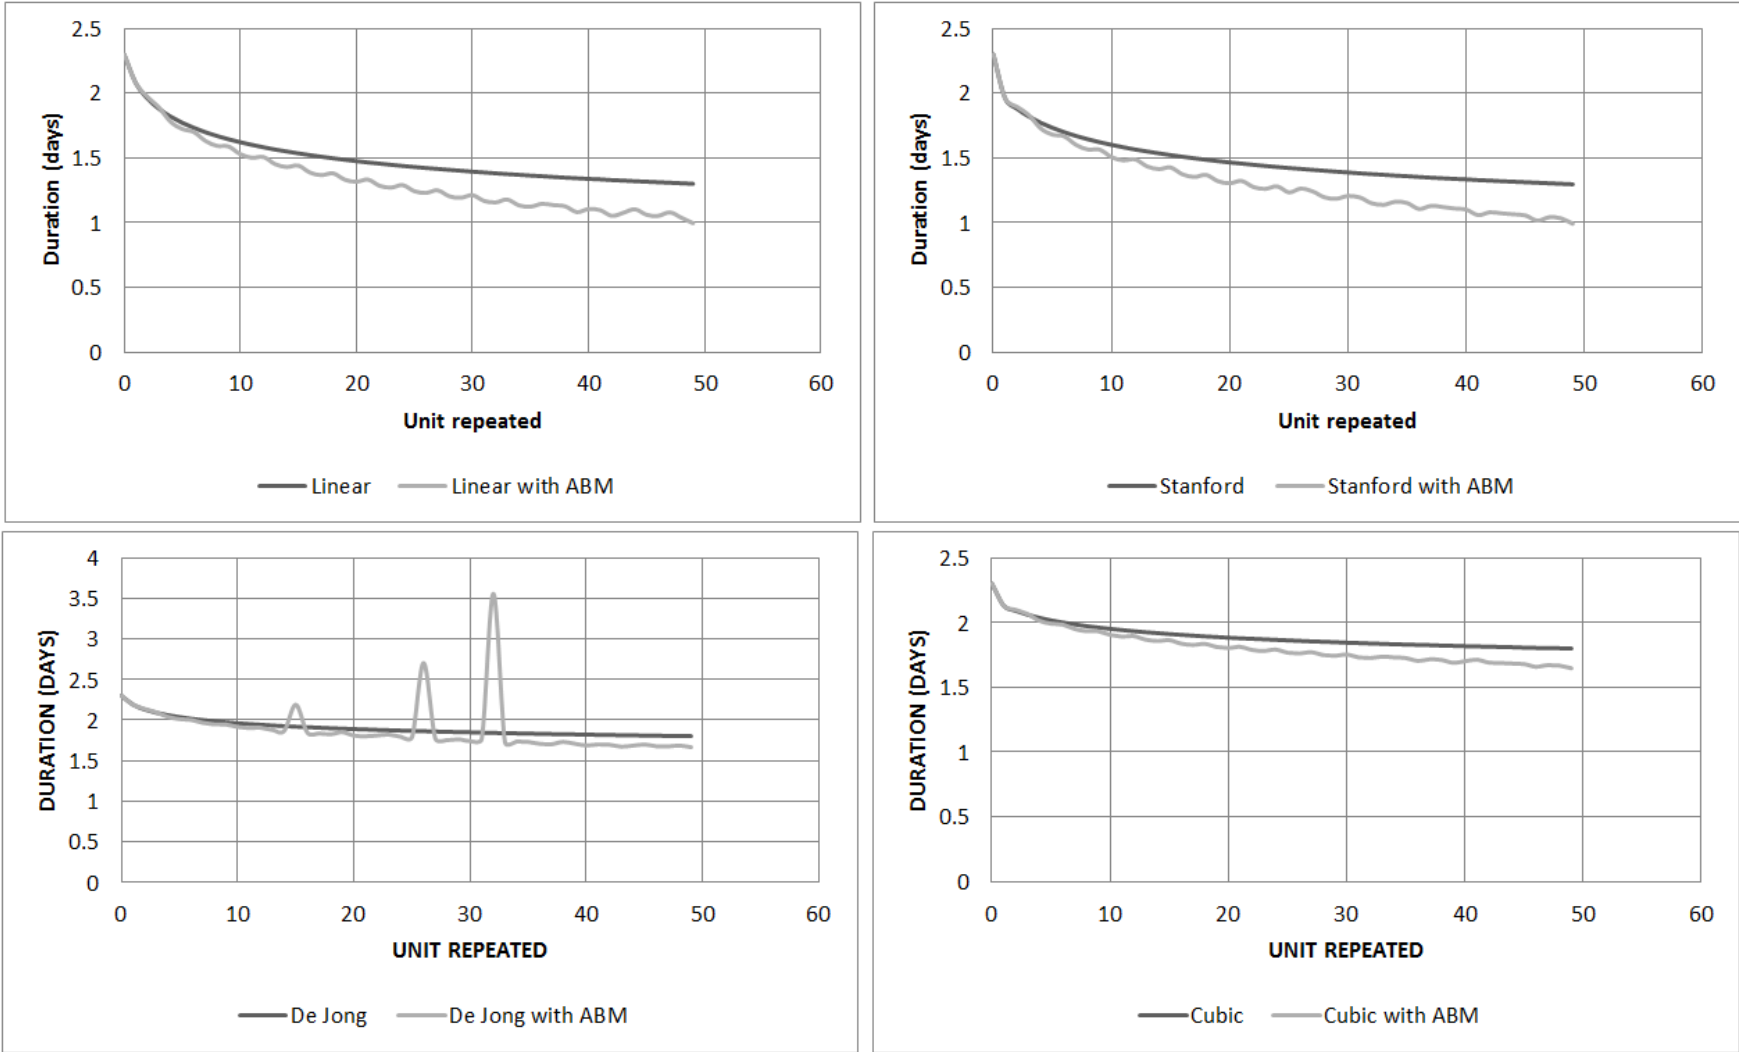 2.5
2
1.5
1
0.5
0
Duration (days)
0 10 20 30 40 50 60
Unit repeated
Linear Linear with ABM
2.5
2
1.5
1
0.5
0
Duration (days)
0 10 20 30 40 50 60
Unit repeated
Stanford Stanford with ABM
4
3.5
3
2.5
2
1.5
1
0.5
0
DURATION (DAYS)
0 10 20 30 40 50 60
UNIT REPEATED
De Jong De Jong with ABM
2.5
2
1.5
1
0.5
0
DURATION (DAYS)
0 10 20 30 40 50 60
UNIT REPEATED
Cubic Cubic with ABM